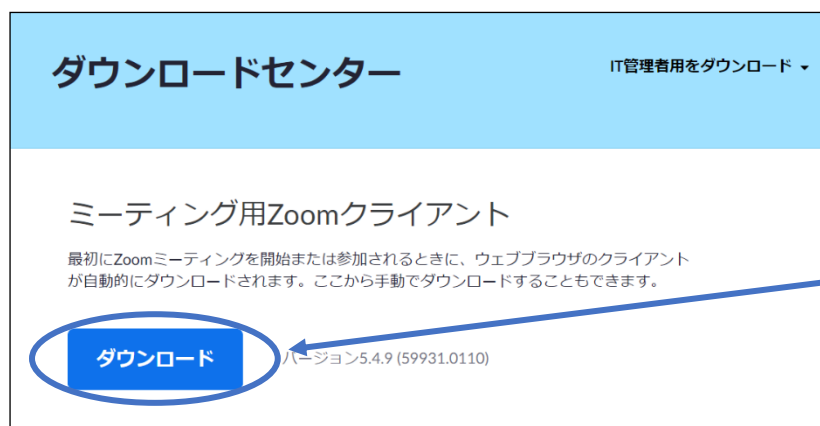 ダウンロードセンター
IT管理者用をダウンロード
ミーティング用Zoomクライアント
最初にZoomミーティングを開始または参加されるときに、ウェブブラウザのクライアント
が自動的にダウンロードされます。ここから手動でダウンロードすることもできます。
ダウンロード
バージョン5.4.9 (59931.0110)